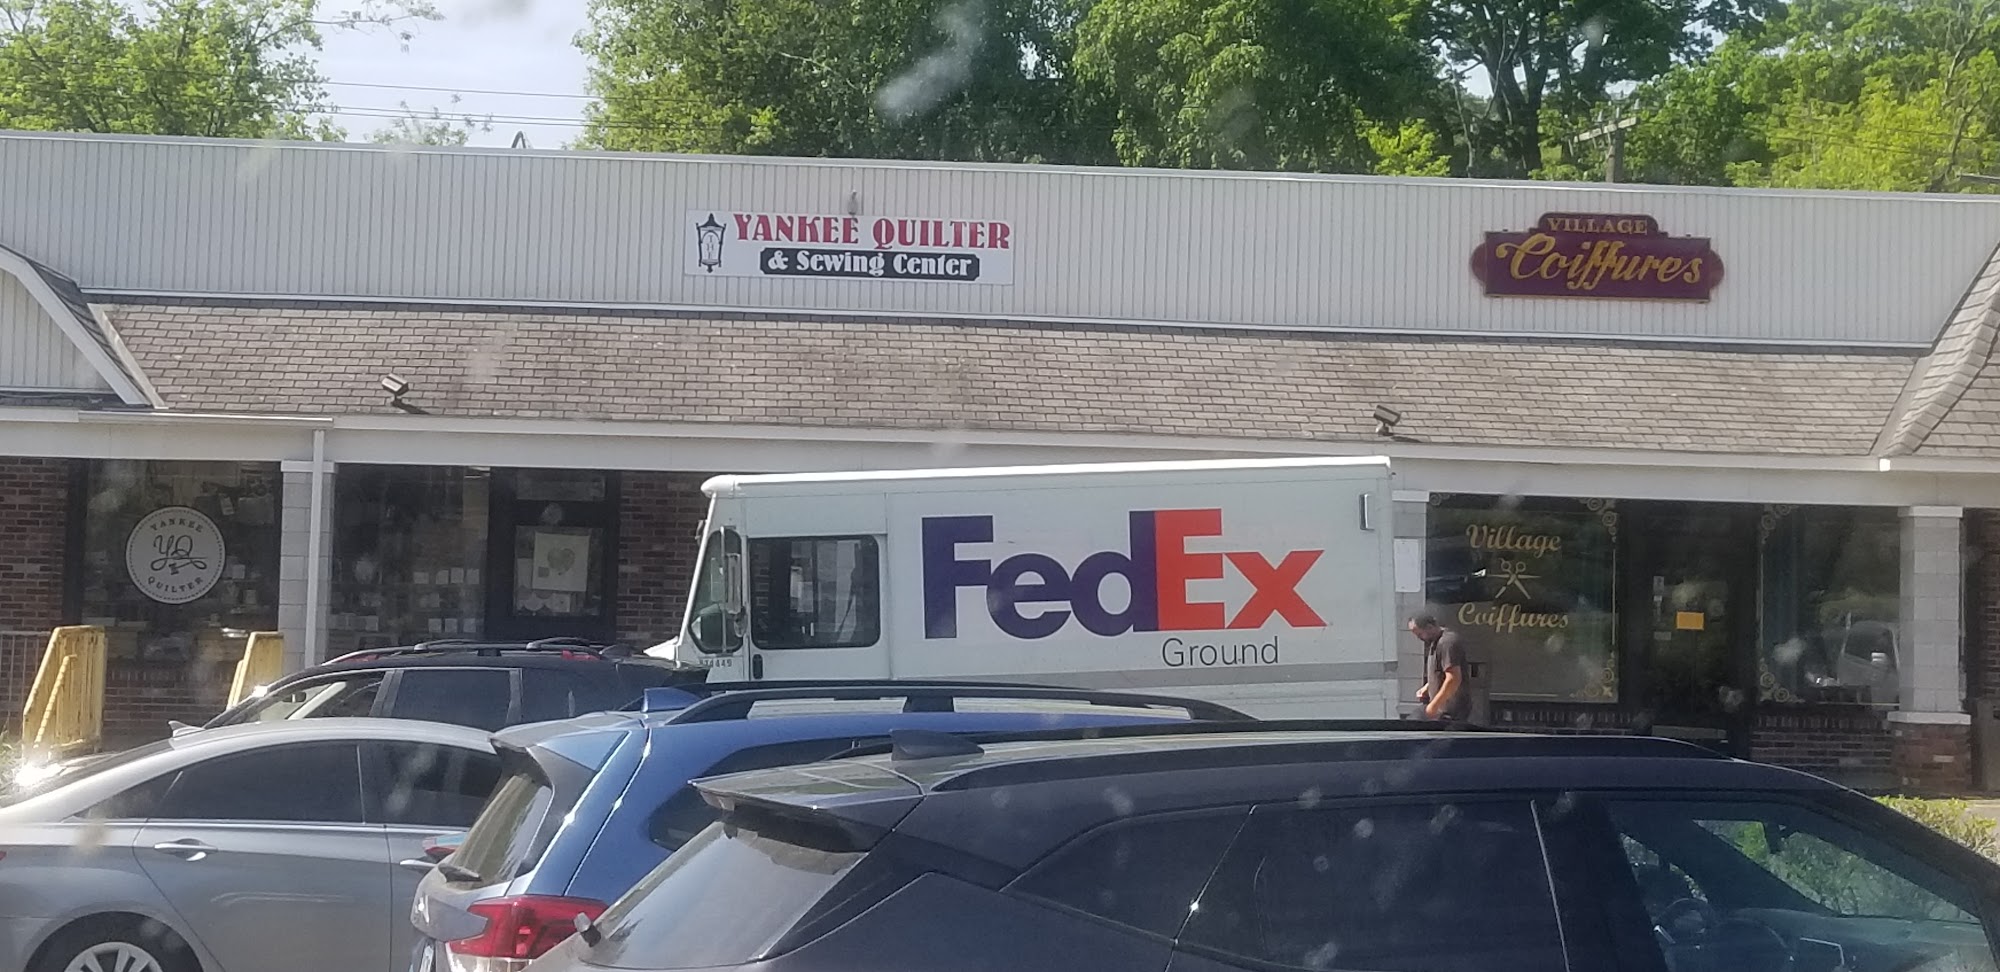 YANKEE QUILTER
& Sewing Center
VILLAGE
Coiffures
YANKEE
YQ
QUILTER
FedEx
Ground
Village
Coiffures